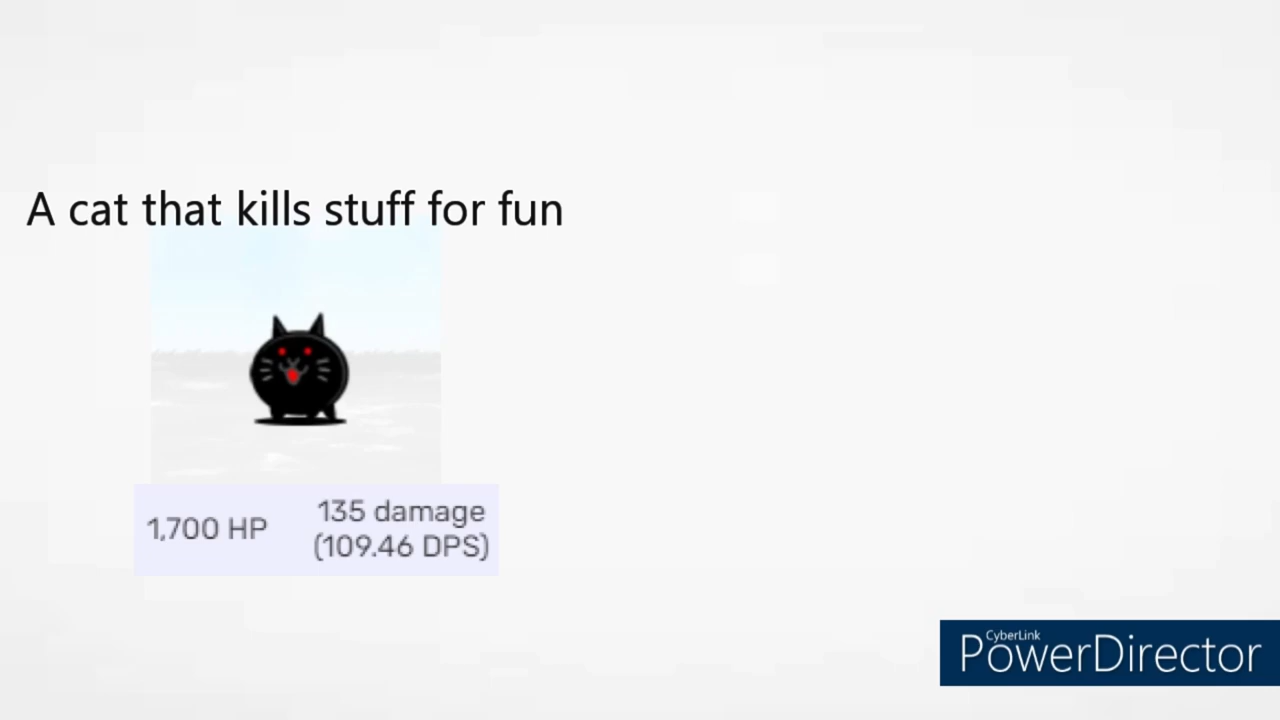 A cat that kills stuff for fun
1,700 HP
135 damage
(109.46 DPS)
CyberLink
PowerDirector